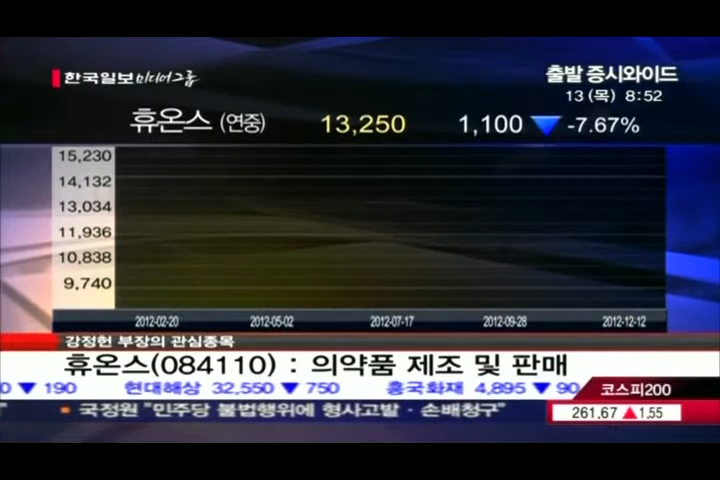 한국일보 미디어그룹
출발 증시와이드
13 (목) 8:52
휴온스 (연중) 13,250 1,100 ▼ -7.67%
15,230
14,132
13,034
11,936
10,838
9,740
2012-02-20 2012-05-02 2012-07-17 2012-09-28 2012-12-12
강정헌 부장의 관심종목
휴온스(084110) : 의약품 제조 및 판매
0 ▼ 190 현대해상 32,550 ▼ 750 흥국화재 4,895 ▼ 90
코스피200
국정원 "민주당 불법행위에 형사고발·손배청구"
261.67 ▲ 1.55